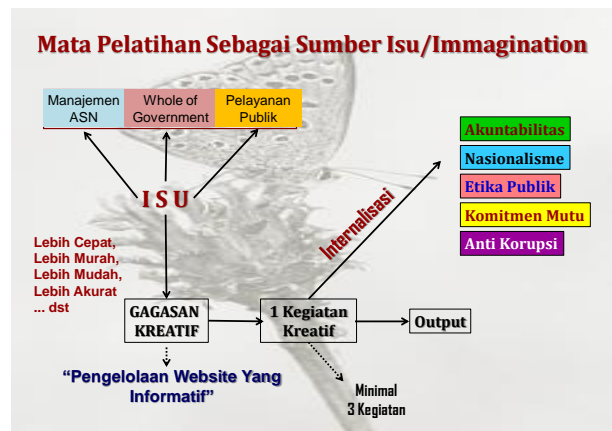 Mata Pelatihan Sebagai Sumber Isu/Immagination
Manajemen
ASN
Whole of
Government
Pelayanan
Publik
I S U
Akuntabilitas
Nasionalisme
Etika Publik
Komitmen Mutu
Anti Korupsi
Internalisasi
Lebih Cepat,
Lebih Murah,
Lebih Mudah,
Lebih Akurat
... dst
GAGASAN
KREATIF
1 Kegiatan
Kreatif
Output
“Pengelolaan Website Yang
Informatif”
Minimal
3 Kegiatan